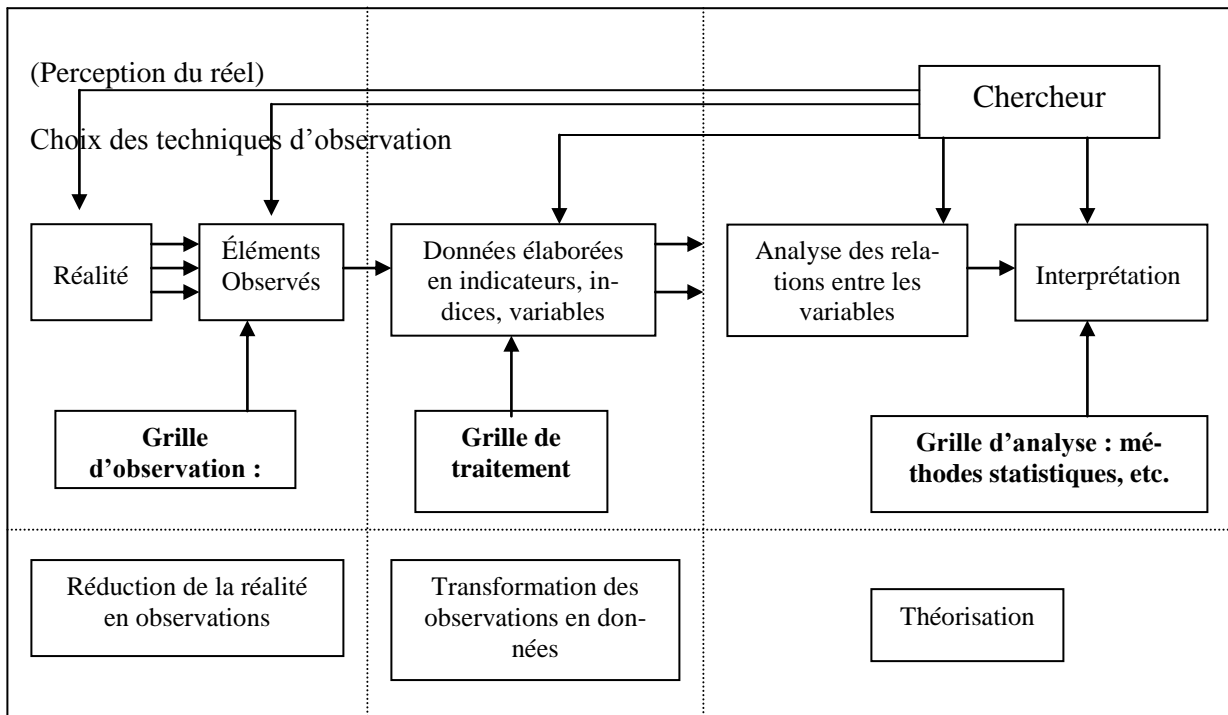 (Perception du réel)
Chercheur
Choix des techniques d’observation
Réalité
Éléments
Observés
Données élaborées
en indicateurs, in-
dices, variables
Analyse des rela-
tions entre les
variables
Interprétation
Grille
d’observation :
Grille de
traitement
Grille d’analyse : mé-
thodes statistiques, etc.
Réduction de la réalité
en observations
Transformation des
observations en don-
nées
Théorisation